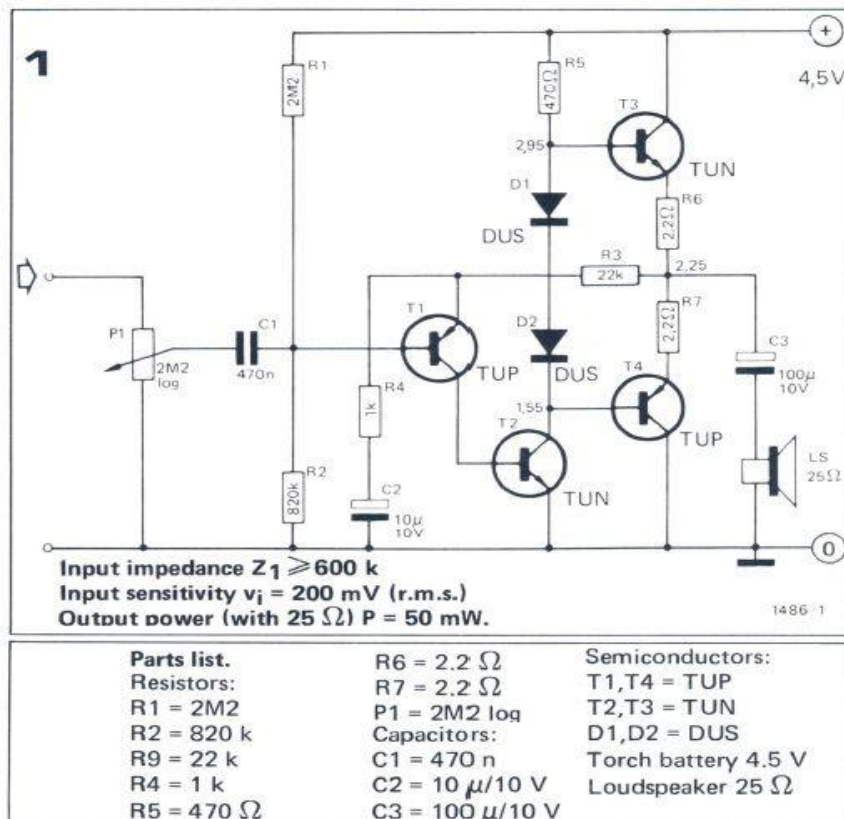 1
R1
2M2
R5
470Ω
+
4,5V
T3
TUN
2,95
D1
DUS
R6
2,2Ω
R3
22k
2,25
R7
2,2Ω
P1
2M2
log
C1
470n
T1
TUP
R4
1k
D2
DUS
T4
TUP
1,55
T2
TUN
C3
100µ
10V
LS
25Ω
R2
820k
C2
10µ
10V
0
Input impedance Z1 ⩾ 600 k
Input sensitivity vi = 200 mV (r.m.s.)
Output power (with 25 Ω) P = 50 mW.
1486 1
Parts list.
Resistors:
R1 = 2M2
R2 = 820 k
R9 = 22 k
R4 = 1 k
R5 = 470 Ω
R6 = 2.2 Ω
R7 = 2.2 Ω
P1 = 2M2 log
Capacitors:
C1 = 470 n
C2 = 10 µ/10 V
C3 = 100 µ/10 V
Semiconductors:
T1,T4 = TUP
T2,T3 = TUN
D1,D2 = DUS
Torch battery 4.5 V
Loudspeaker 25 Ω